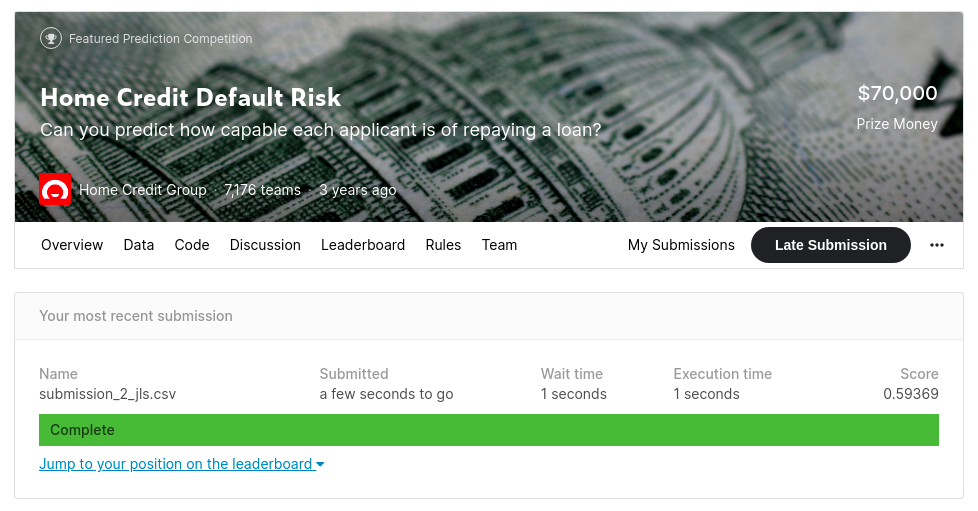 Featured Prediction Competition
Home Credit Default Risk
Can you predict how capable each applicant is of repaying a loan?
$70,000
Prize Money
Home Credit Group · 7,176 teams · 3 years ago
Overview Data Code Discussion Leaderboard Rules Team My Submissions Late Submission •••
Your most recent submission
Name Submitted Wait time Execution time Score
submission_2_jls.csv a few seconds to go 1 seconds 1 seconds 0.59369
Complete
Jump to your position on the leaderboard